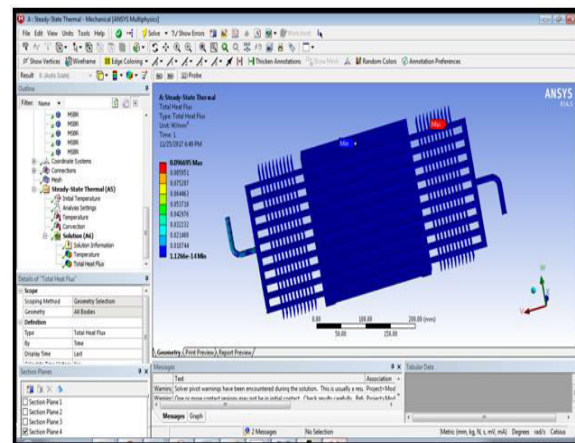 A : Steady-State Thermal - Mechanical [ANSYS Multiphysics]
File Edit View Units Tools Help Solve ?/ Show Errors Worksheet
Show Vertices Wireframe Edge Coloring Thicken Annotations Show Mesh Random Colors Annotation Preferences
Result Probe
Outline
Filter: Name
MSBR
MSBR
MSBR
MSBR
MSBR
Coordinate Systems
Connections
Mesh
Steady-State Thermal (A5)
Initial Temperature
Analysis Settings
Temperature
Convection
Solution (A6)
Solution Information
Temperature
Total Heat Flux
Details of "Total Heat Flux"
Scope
Scoping Method Geometry Selection
Geometry All Bodies
Definition
Type Total Heat Flux
By Time
Display Time Last
Section Planes
Section Plane 1
Section Plane 2
Section Plane 3
Section Plane 4
A: Steady-State Thermal
Total Heat Flux
Type: Total Heat Flux
Unit: W/mm²
Time: 1
0.096695 Max
0.085951
0.075207
0.064463
0.053719
0.042976
0.032232
0.021488
0.010744
1.1266e-14 Min
Min
Max
ANSYS
0.00 100.00 200.00 (mm)
50.00 150.00
Geometry Print Preview Report Preview
Messages
Text Association
Warning Solver pivot warnings have been encountered during the solution. This is usually a res Project>Mod
Warning One or more contact regions may not be in initial contact. Check results carefully. Project>Mod
Messages Graph
Tabular Data
2 Messages No Selection Metric (mm, kg, N, s, mV, mA) Degrees rad/s Celsius